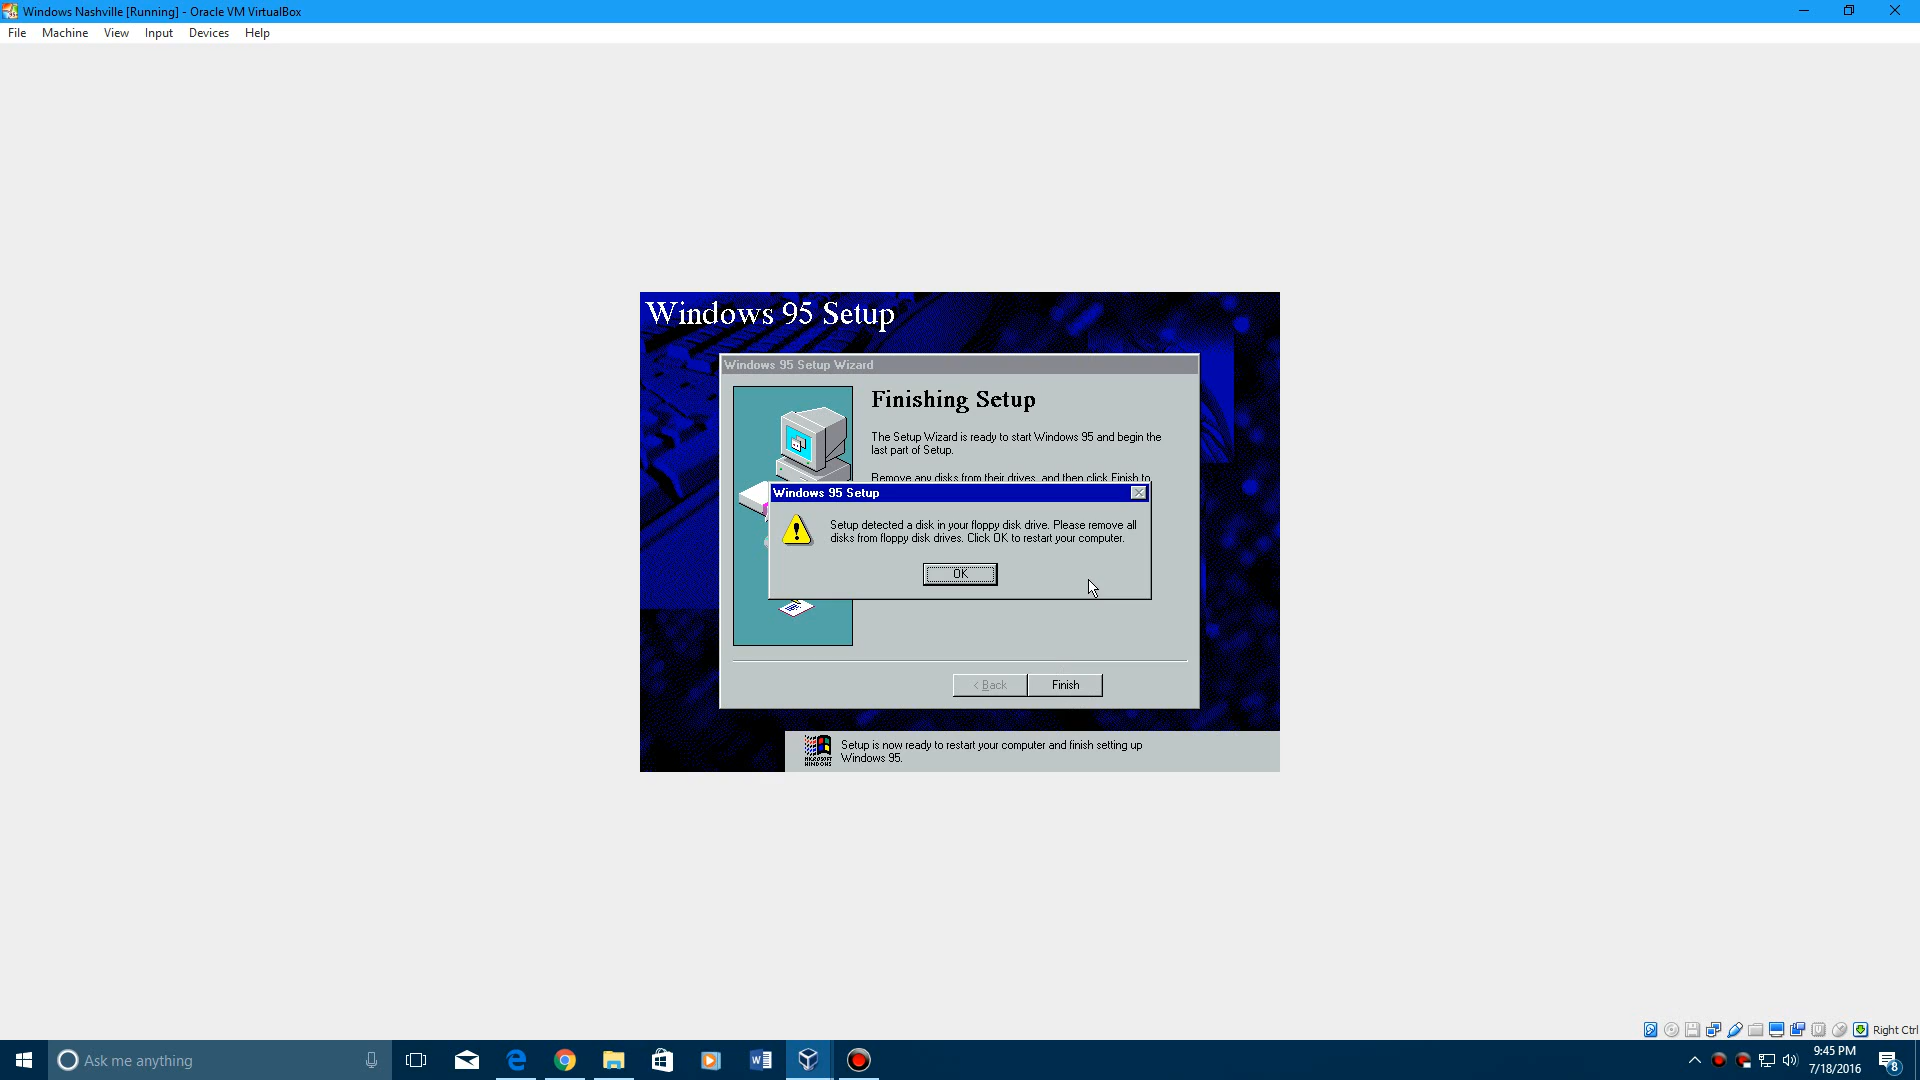 Windows Nashville [Running] - Oracle VM VirtualBox
File Machine View Input Devices Help
Windows 95 Setup
Windows 95 Setup Wizard
Finishing Setup
The Setup Wizard is ready to start Windows 95 and begin the
last part of Setup.
Remove any disks from their drives, and then click Finish to
Windows 95 Setup
Setup detected a disk in your floppy disk drive. Please remove all
disks from floppy disk drives. Click OK to restart your computer.
OK
< Back Finish
MICROSOFT
WINDOWS
Setup is now ready to restart your computer and finish setting up
Windows 95.
Right Ctrl
Ask me anything
9:45 PM
7/18/2016
8